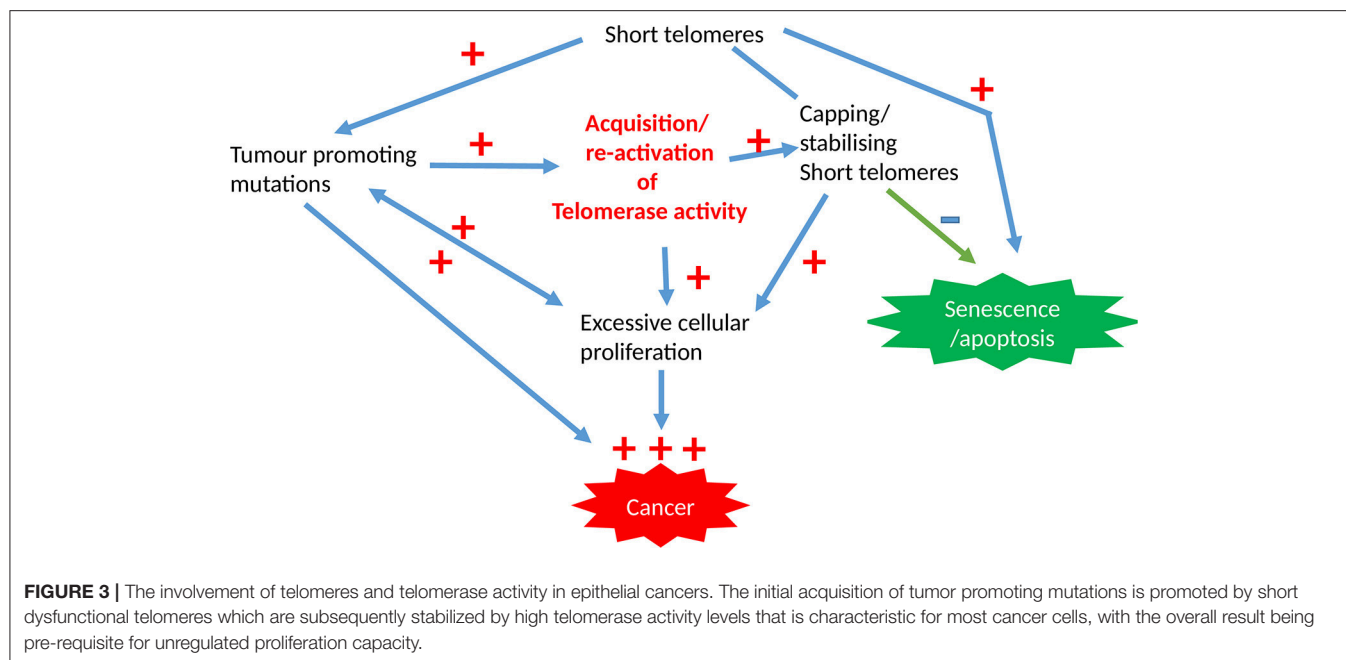 Short telomeres
+
+
Capping/
stabilising
Short telomeres
Acquisition/
re-activation
of
Telomerase activity
+
+
Tumour promoting
mutations
-
+
+
+
+
Senescence
/apoptosis
Excessive cellular
proliferation
+ + +
Cancer
FIGURE 3 | The involvement of telomeres and telomerase activity in epithelial cancers. The initial acquisition of tumor promoting mutations is promoted by short
dysfunctional telomeres which are subsequently stabilized by high telomerase activity levels that is characteristic for most cancer cells, with the overall result being
pre-requisite for unregulated proliferation capacity.